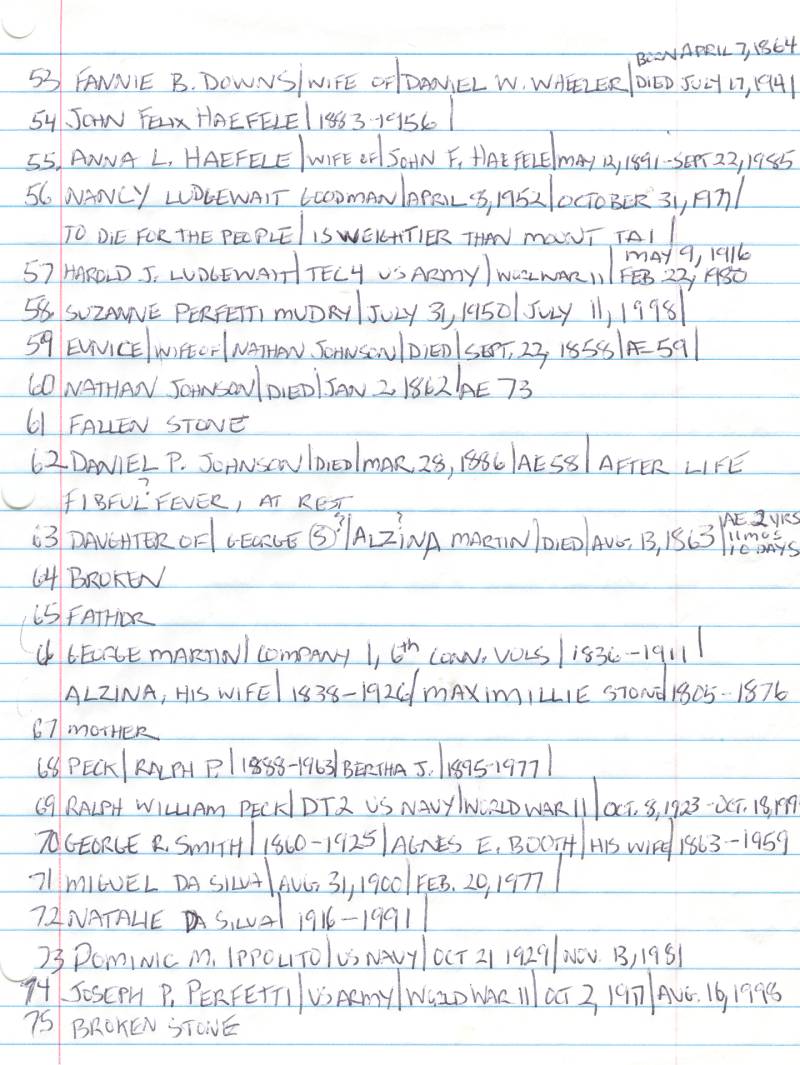 BORN APRIL 7, 1864
53 FANNIE B. DOWNS | WIFE OF | DANIEL W. WHEELER | DIED JULY 17, 1941
54 JOHN FELIX HAEFELE | 1883-1956 |
55. ANNA L. HAEFELE | WIFE OF | JOHN F. HAEFELE | MAY 12, 1891-SEPT 22, 1985
56 NANCY LUDGEWAIT GOODMAN | APRIL 8, 1952 | OCTOBER 31, 1977 |
TO DIE FOR THE PEOPLE | IS WEIGHTIER THAN MOUNT TAI |
MAY 9, 1916
57 HAROLD J. LUDGEWAIT | TEC4 US ARMY | WORLD WAR 11 | FEB 22, 1980
58 SUZANNE PERFETTI MUDRY | JULY 31, 1950 | JULY 11, 1998 |
59 EUNICE | WIFE OF | NATHAN JOHNSON | DIED | SEPT. 22, 1858 | AE 59 |
60 NATHAN JOHNSON | DIED | JAN 2 1862 | AE 73
61 FALLEN STONE
62 DANIEL P. JOHNSON | DIED | MAR 28, 1886 | AE 58 | AFTER LIFE
FIBFUL? FEVER, AT REST
63 DAUGHTER OF | GEORGE (S)? | ALZINA? MARTIN | DIED | AUG. 13, 1863 | AE. 2 YRS
11 MOS
10 DAYS
64 BROKEN
65 FATHOR
66 GEORGE MARTIN | COMPANY 1, 6th CONN. VOLS | 1836-1911 |
ALZINA, HIS WIFE | 1838-1926 / MAXIMILLIE STONE | 1805-1876
67 MOTHER
68 PECK | RALPH P. | 1888-1963 | BERTHA J. | 1895-1977 |
69 RALPH WILLIAM PECK | DT2 US NAVY | WORLD WAR 11 | OCT. 8, 1923-OCT. 18, 199
70 GEORGE R. SMITH | 1860-1925 | AGNES E. BOOTH | HIS WIFE | 1863-1959
71 MIGUEL DA SILVA | AUG. 31, 1900 | FEB. 20, 1977 |
72 NATALIE DA SILVA | 1916-1991 |
73 DOMINIC M. IPPOLITO | US NAVY | OCT 21 1929 | NOV. 13, 1981
74 JOSEPH P. PERFETTI | US ARMY | WORLD WAR 11 | OCT 2, 1917 | AUG. 16, 1998
75 BROKEN STONE